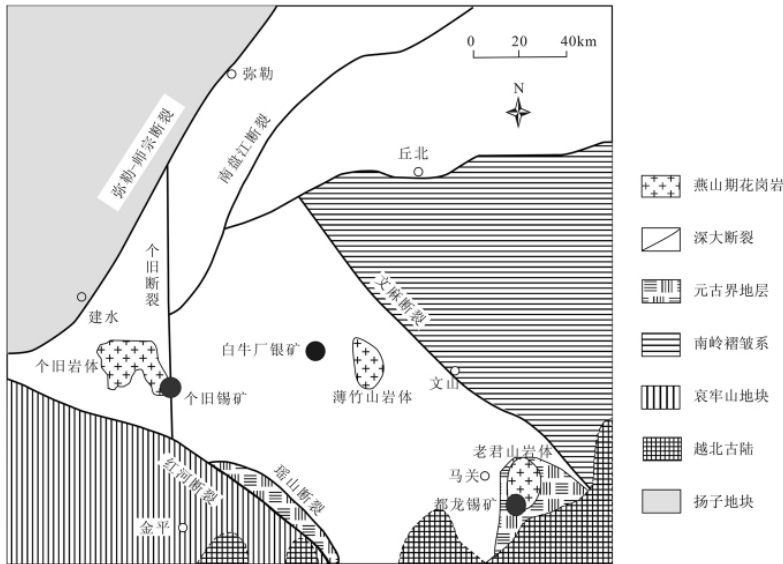 0 20 40km
N
弥勒
弥勒-师宗断裂
南盘江断裂
丘北
个旧断裂
文麻断裂
建水
白牛厂银矿
个旧岩体
个旧锡矿
薄竹山岩体
文山
老君山岩体
马关
都龙锡矿
红河断裂
瑶山断裂
金平
燕山期花岗岩
深大断裂
元古界地层
南岭褶皱系
哀牢山地块
越北古陆
扬子地块